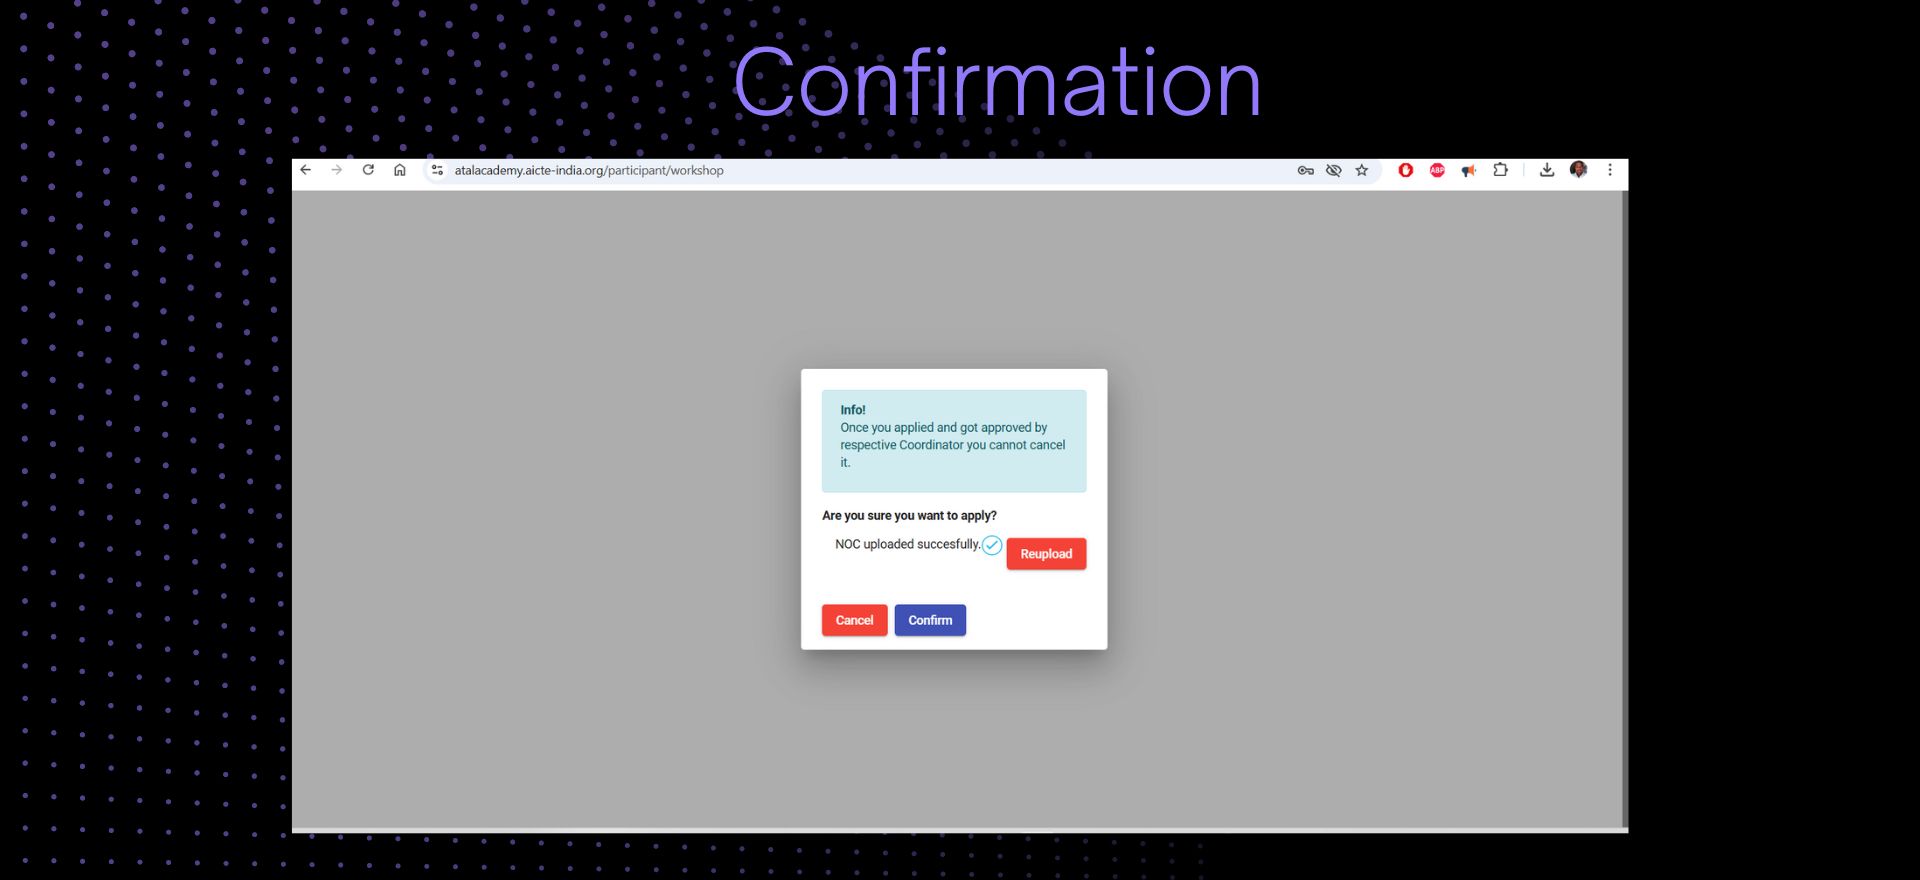 Confirmation
atalacademy.aicte-india.org/participant/workshop
ABP
Info!
Once you applied and got approved by
respective Coordinator you cannot cancel
it.
Are you sure you want to apply?
NOC uploaded succesfully.
Reupload
Cancel
Confirm